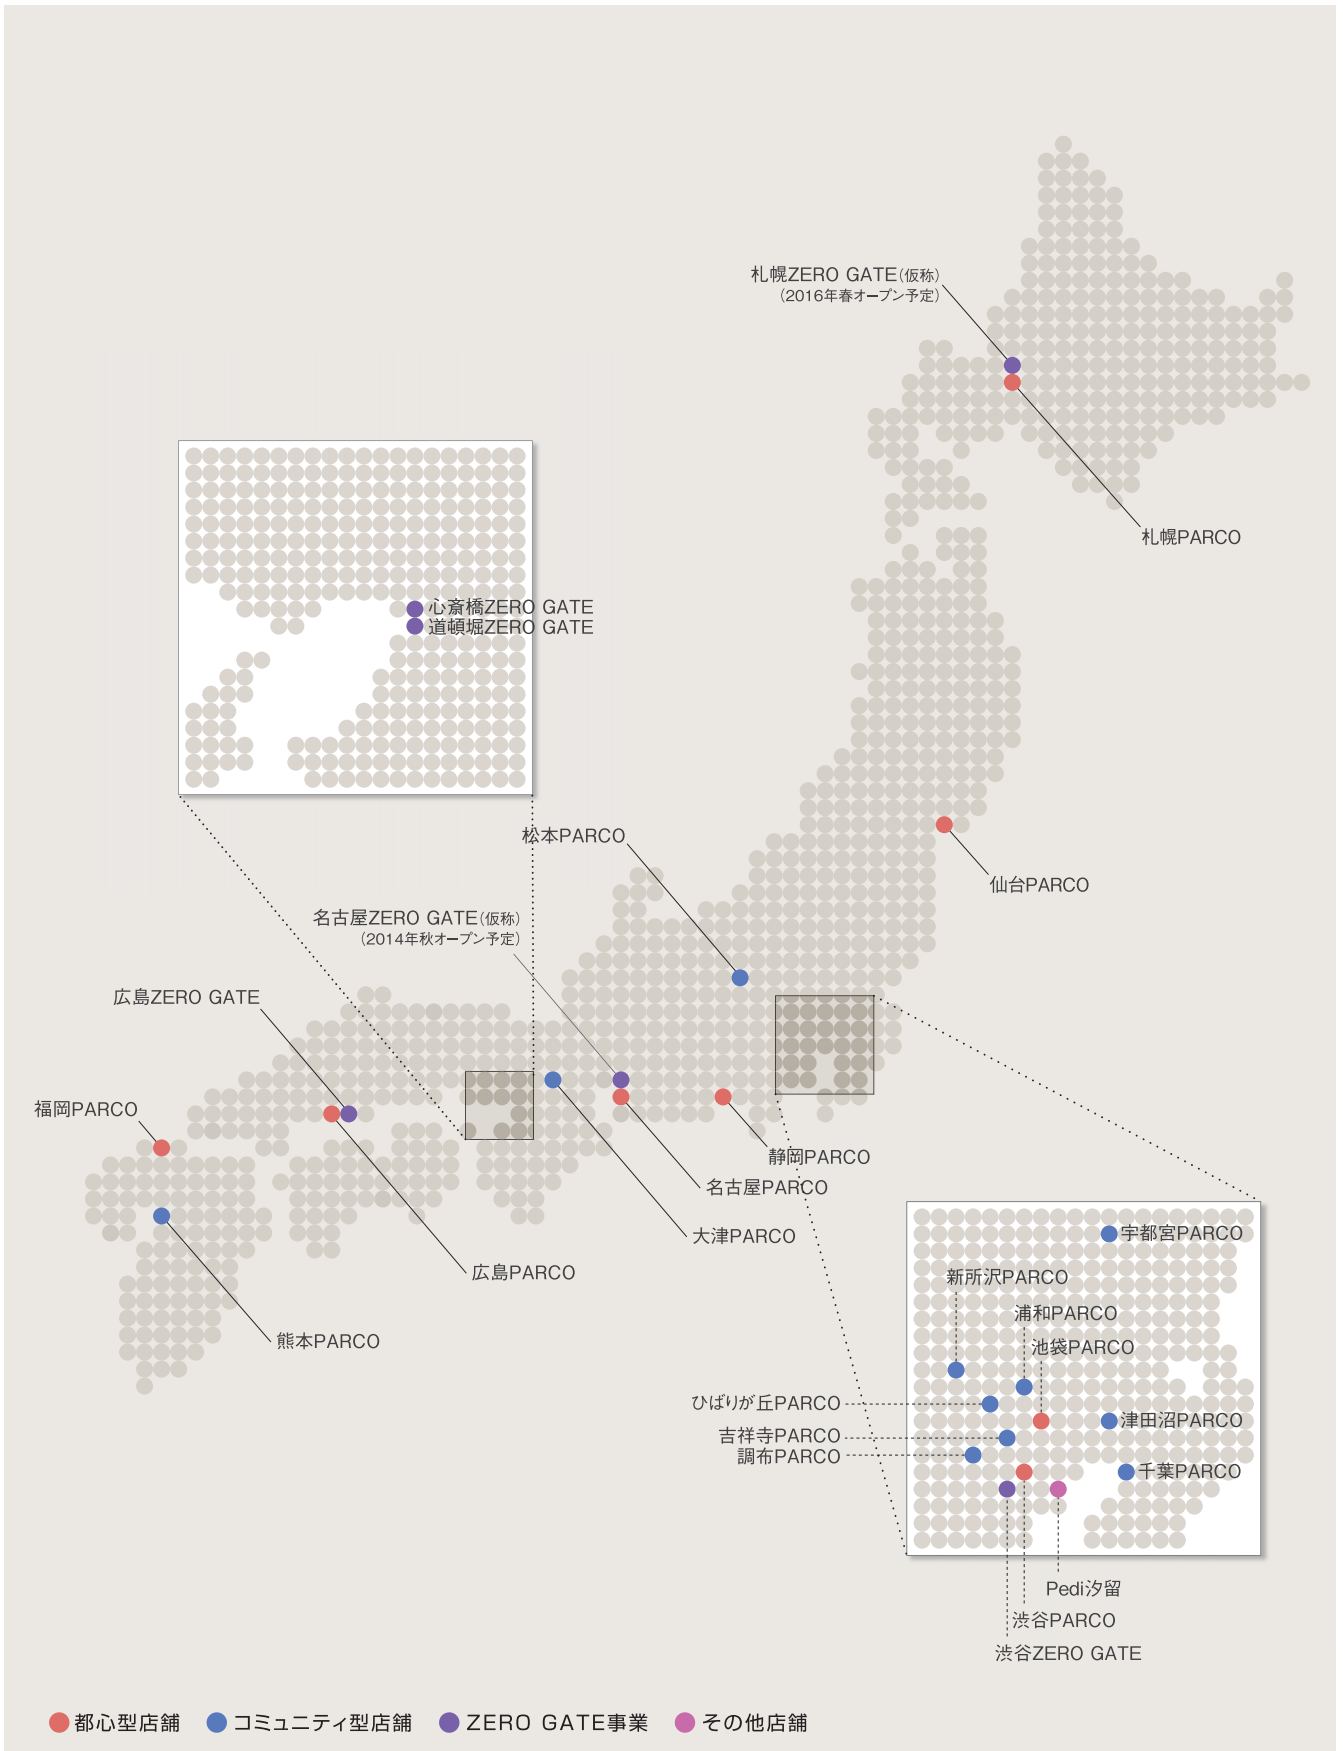 札幌ZERO GATE(仮称)
(2016年春オープン予定)
札幌PARCO
心斎橋ZERO GATE
道頓堀ZERO GATE
松本PARCO
仙台PARCO
名古屋ZERO GATE(仮称)
(2014年秋オープン予定)
広島ZERO GATE
福岡PARCO
静岡PARCO
名古屋PARCO
大津PARCO
広島PARCO
熊本PARCO
宇都宮PARCO
新所沢PARCO
浦和PARCO
池袋PARCO
ひばりが丘PARCO
津田沼PARCO
吉祥寺PARCO
調布PARCO
千葉PARCO
Pedi汐留
渋谷PARCO
渋谷ZERO GATE
都心型店舗 コミュニティ型店舗 ZERO GATE事業 その他店舗